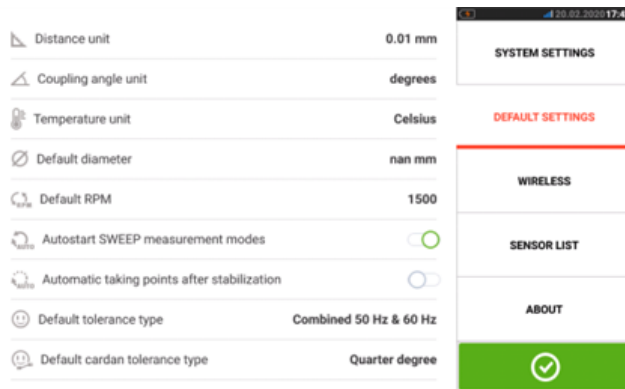 Distance unit 0.01 mm
Coupling angle unit degrees
Temperature unit Celsius
Default diameter nan mm
Default RPM 1500
Autostart SWEEP measurement modes
Automatic taking points after stabilization
Default tolerance type Combined 50 Hz & 60 Hz
Default cardan tolerance type Quarter degree
20.02.2020 17:4
SYSTEM SETTINGS
DEFAULT SETTINGS
WIRELESS
SENSOR LIST
ABOUT